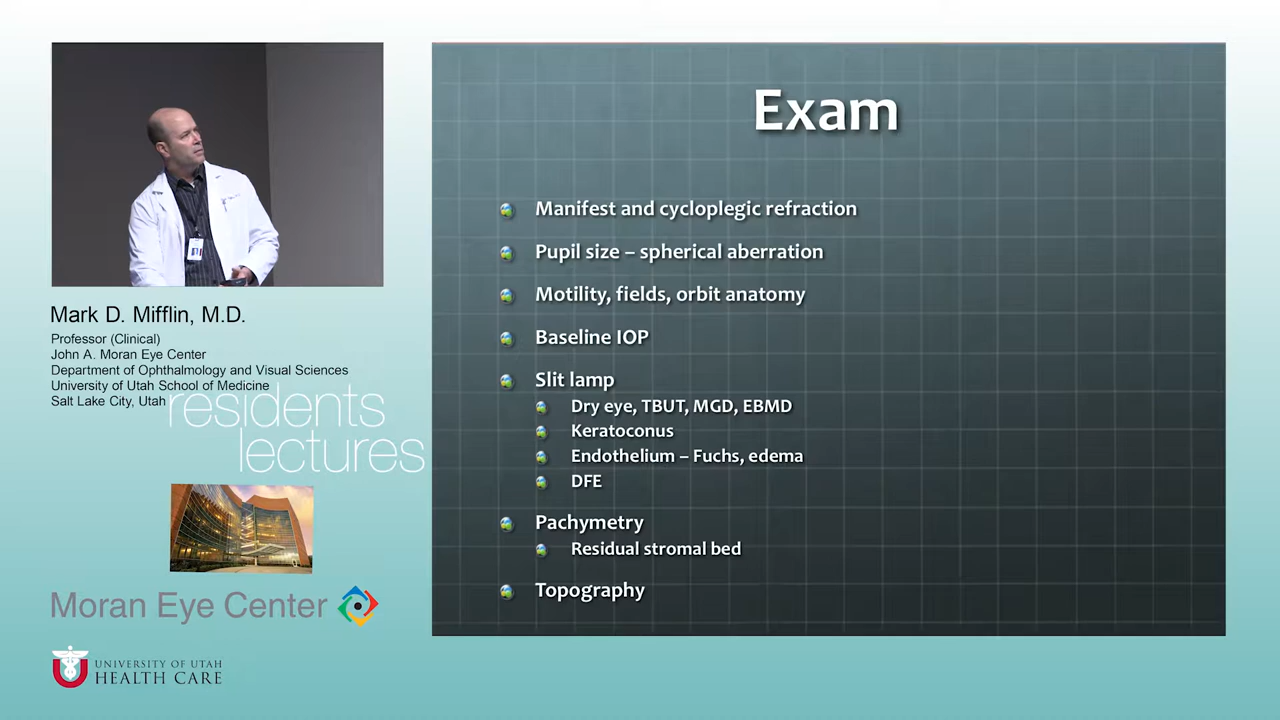 Mark D. Mifflin, M.D.
Professor (Clinical)
John A. Moran Eye Center
Department of Ophthalmology and Visual Sciences
University of Utah School of Medicine
Salt Lake City, Utah
residents
lectures
Moran Eye Center
UNIVERSITY OF UTAH
HEALTH CARE
Exam
Manifest and cycloplegic refraction
Pupil size – spherical aberration
Motility, fields, orbit anatomy
Baseline IOP
Slit lamp
Dry eye, TBUT, MGD, EBMD
Keratoconus
Endothelium – Fuchs, edema
DFE
Pachymetry
Residual stromal bed
Topography